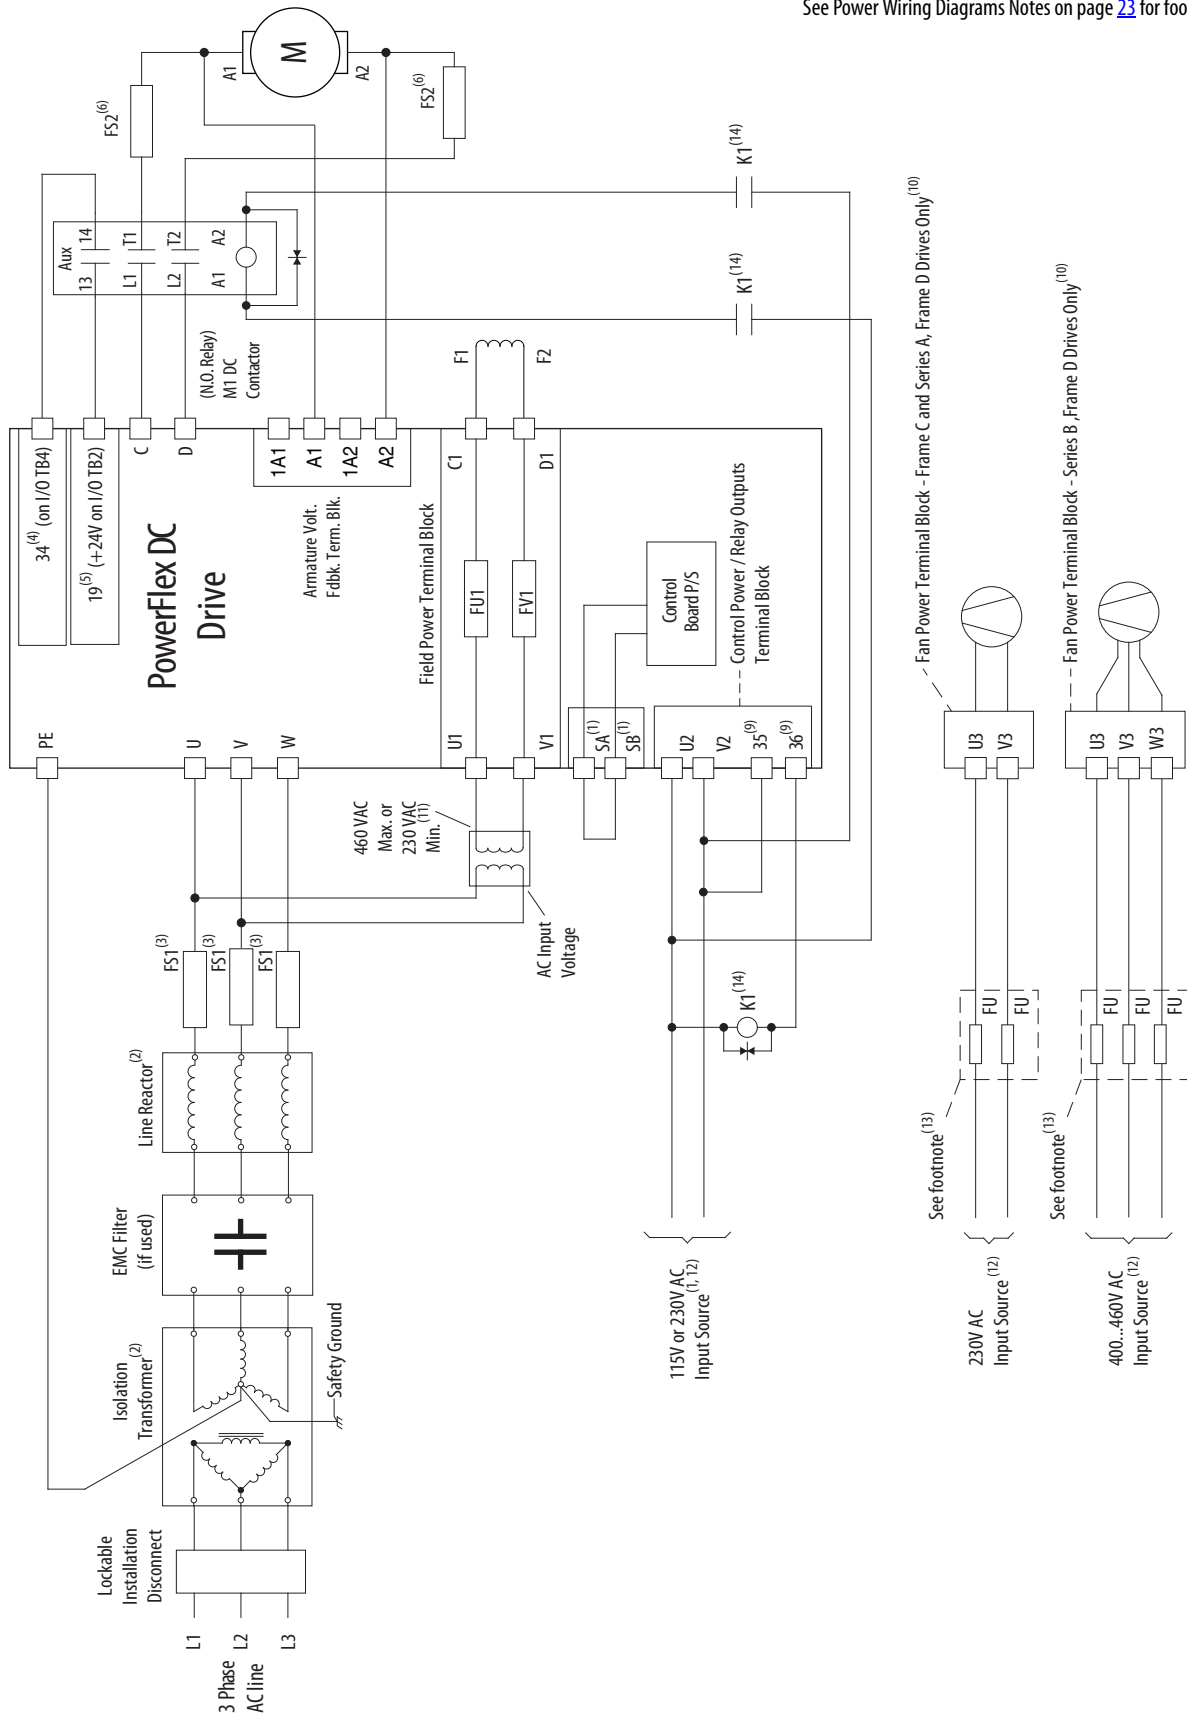 See Power Wiring Diagrams Notes on page 23 for foo
3 Phase
AC line
L1
L2
L3
Lockable
Installation
Disconnect
Isolation
Transformer(2)
Safety Ground
EMC Filter
(if used)
Line Reactor(2)
FS1(3)
FS1(3)
FS1(3)
AC Input
Voltage
460 VAC
Max. or
230 VAC
Min. (11)
PE
U
V
W
U1
V1
SA(1)
SB(1)
U2
V2
35(9)
36(9)
PowerFlex DC
Drive
34(4) (on I/O TB4)
19(5) (+24V on I/O TB2)
C
D
Armature Volt.
Fdbk. Term. Blk.
1A1
A1
1A2
A2
Field Power Terminal Block
FU1
FV1
C1
D1
F1
F2
Control
Board P/S
Control Power / Relay Outputs
Terminal Block
(N.O. Relay)
M1 DC
Contactor
Aux
13
14
L1
T1
L2
T2
A1
A2
FS2(6)
FS2(6)
A1
A2
M
K1(14)
K1(14)
K1(14)
115V or 230V AC
Input Source(1, 12)
230V AC
Input Source(12)
See footnote(13)
FU
FU
U3
V3
Fan Power Terminal Block - Frame C and Series A, Frame D Drives Only(10)
400...460V AC
Input Source(12)
See footnote(13)
FU
FU
FU
U3
V3
W3
Fan Power Terminal Block - Series B ,Frame D Drives Only(10)